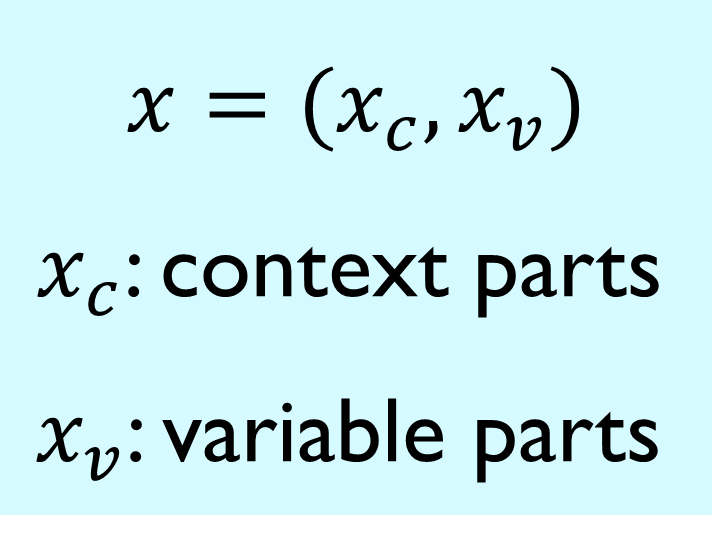 x = (x_c, x_v)
x_c: context parts
x_v: variable parts